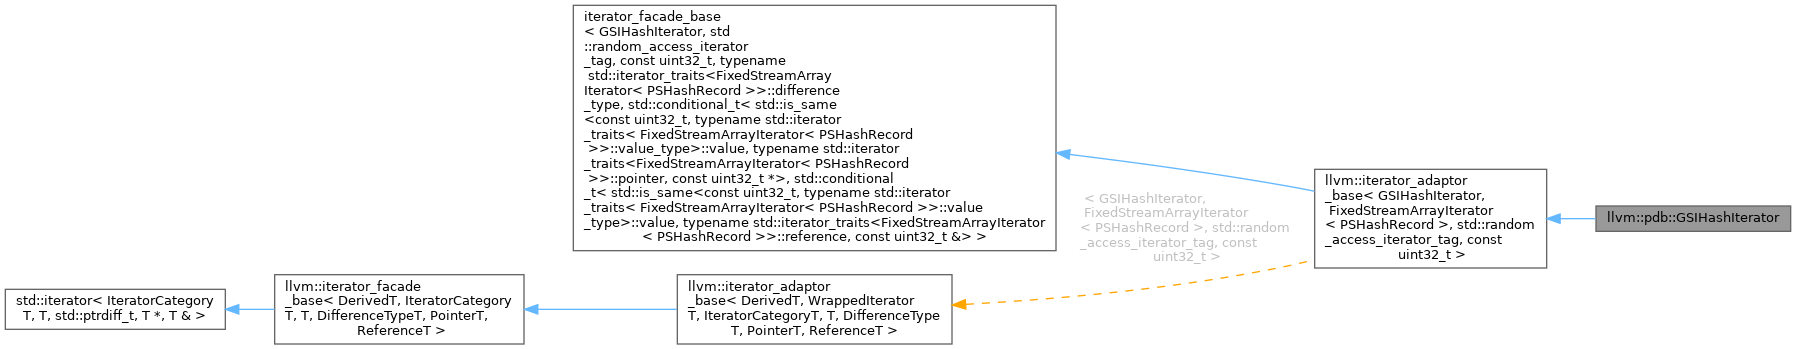 iterator_facade_base
< GSIHashIterator, std
::random_access_iterator
_tag, const uint32_t, typename
std::iterator_traits<FixedStreamArray
Iterator< PSHashRecord >>::difference
_type, std::conditional_t< std::is_same
<const uint32_t, typename std::iterator
_traits< FixedStreamArrayIterator< PSHashRecord
>>::value_type>::value, typename std::iterator
_traits<FixedStreamArrayIterator< PSHashRecord
>>::pointer, const uint32_t *>, std::conditional
_t< std::is_same<const uint32_t, typename std::iterator
_traits< FixedStreamArrayIterator< PSHashRecord >>::value
_type>::value, typename std::iterator_traits<FixedStreamArrayIterator
< PSHashRecord >>::reference, const uint32_t &> >
< GSIHashIterator,
FixedStreamArrayIterator
< PSHashRecord >, std::random
_access_iterator_tag, const
uint32_t >
llvm::iterator_adaptor
_base< GSIHashIterator,
FixedStreamArrayIterator
< PSHashRecord >, std::random
_access_iterator_tag, const
uint32_t >
llvm::pdb::GSIHashIterator
std::iterator< IteratorCategory
T, T, std::ptrdiff_t, T *, T & >
llvm::iterator_facade
_base< DerivedT, IteratorCategory
T, T, DifferenceTypeT, PointerT,
ReferenceT >
llvm::iterator_adaptor
_base< DerivedT, WrappedIterator
T, IteratorCategoryT, T, DifferenceType
T, PointerT, ReferenceT >